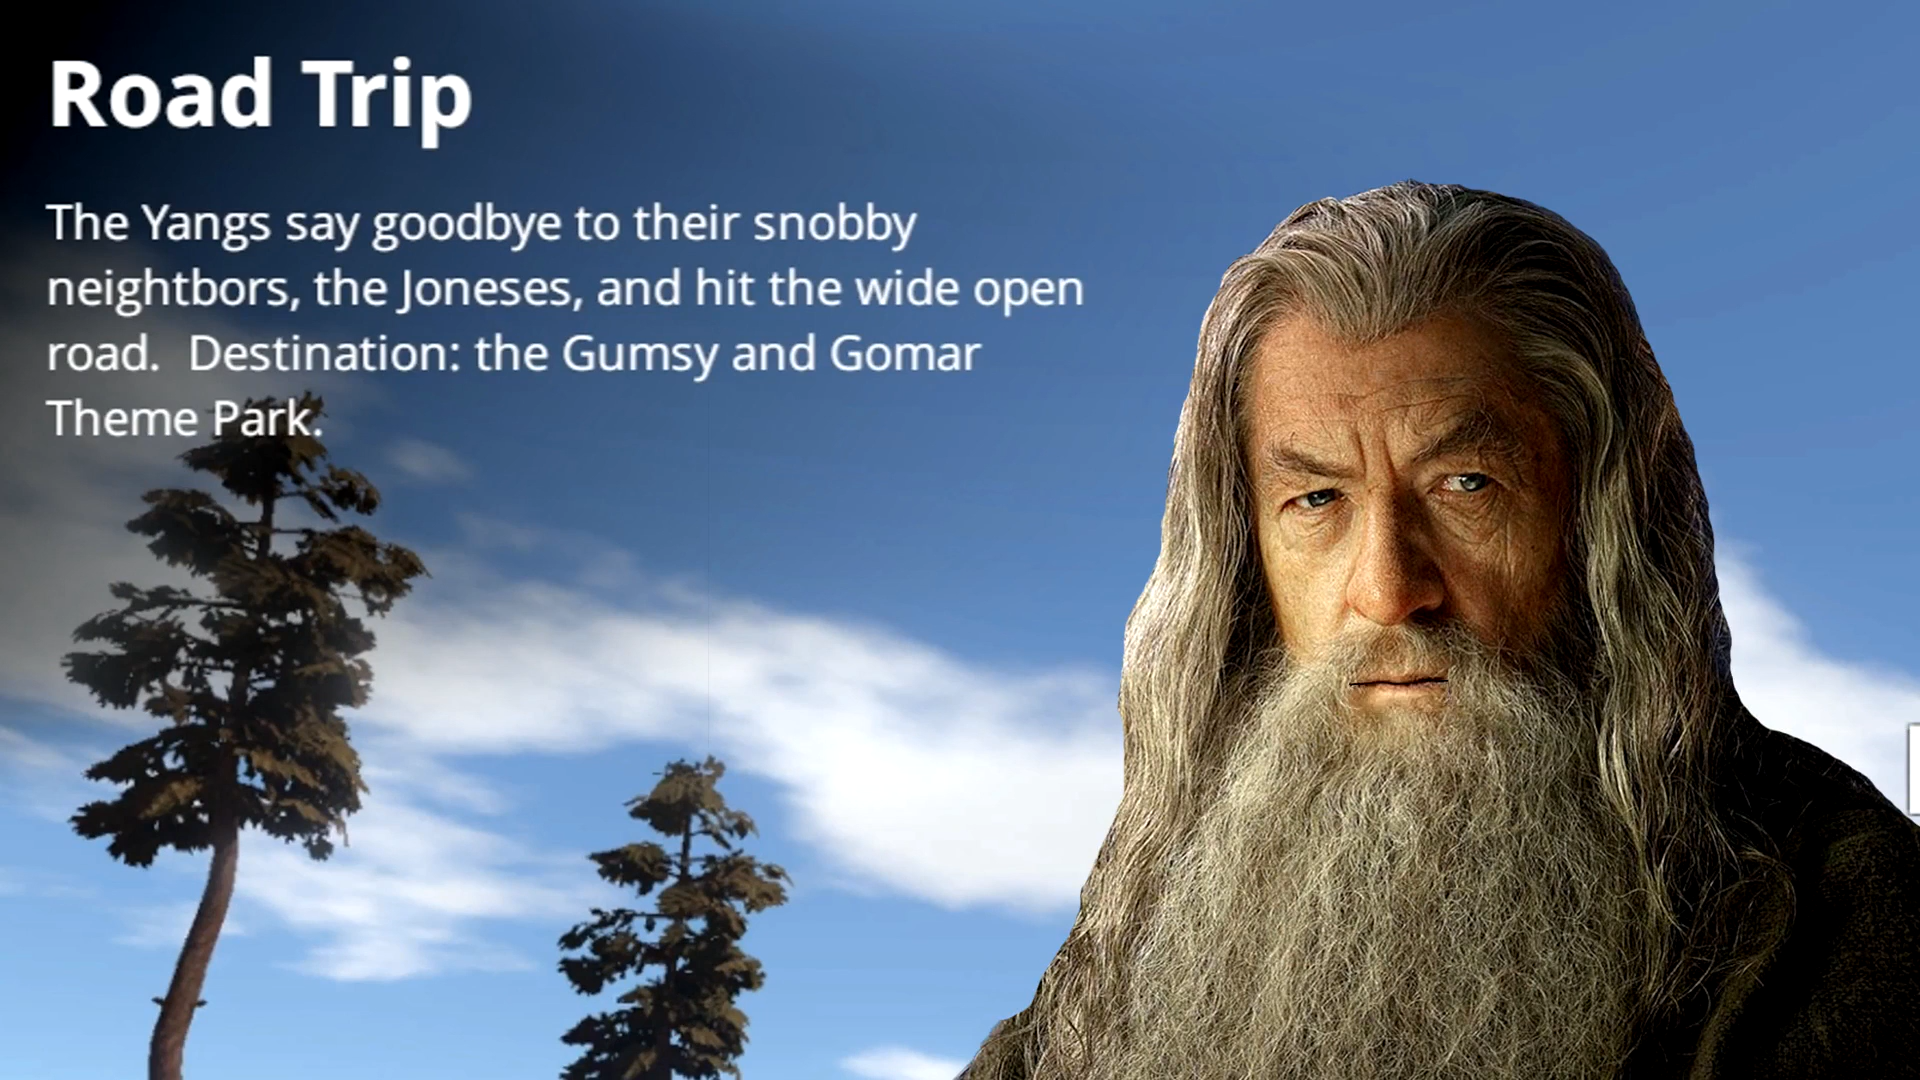 Road Trip
The Yangs say goodbye to their snobby
neightbors, the Joneses, and hit the wide open
road.  Destination: the Gumsy and Gomar
Theme Park.